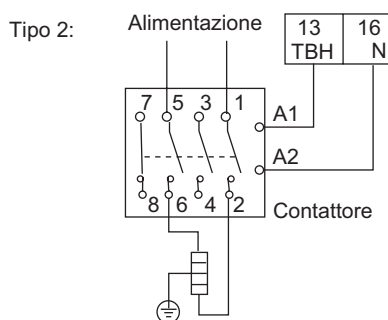 Tipo 2:
Alimentazione
13 16
TBH N
7 5 3 1
A1
A2
8 6 4 2
Contattore